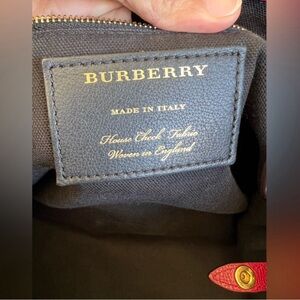 BURBERRY
MADE IN ITALY
House Check Fabric
Woven in England